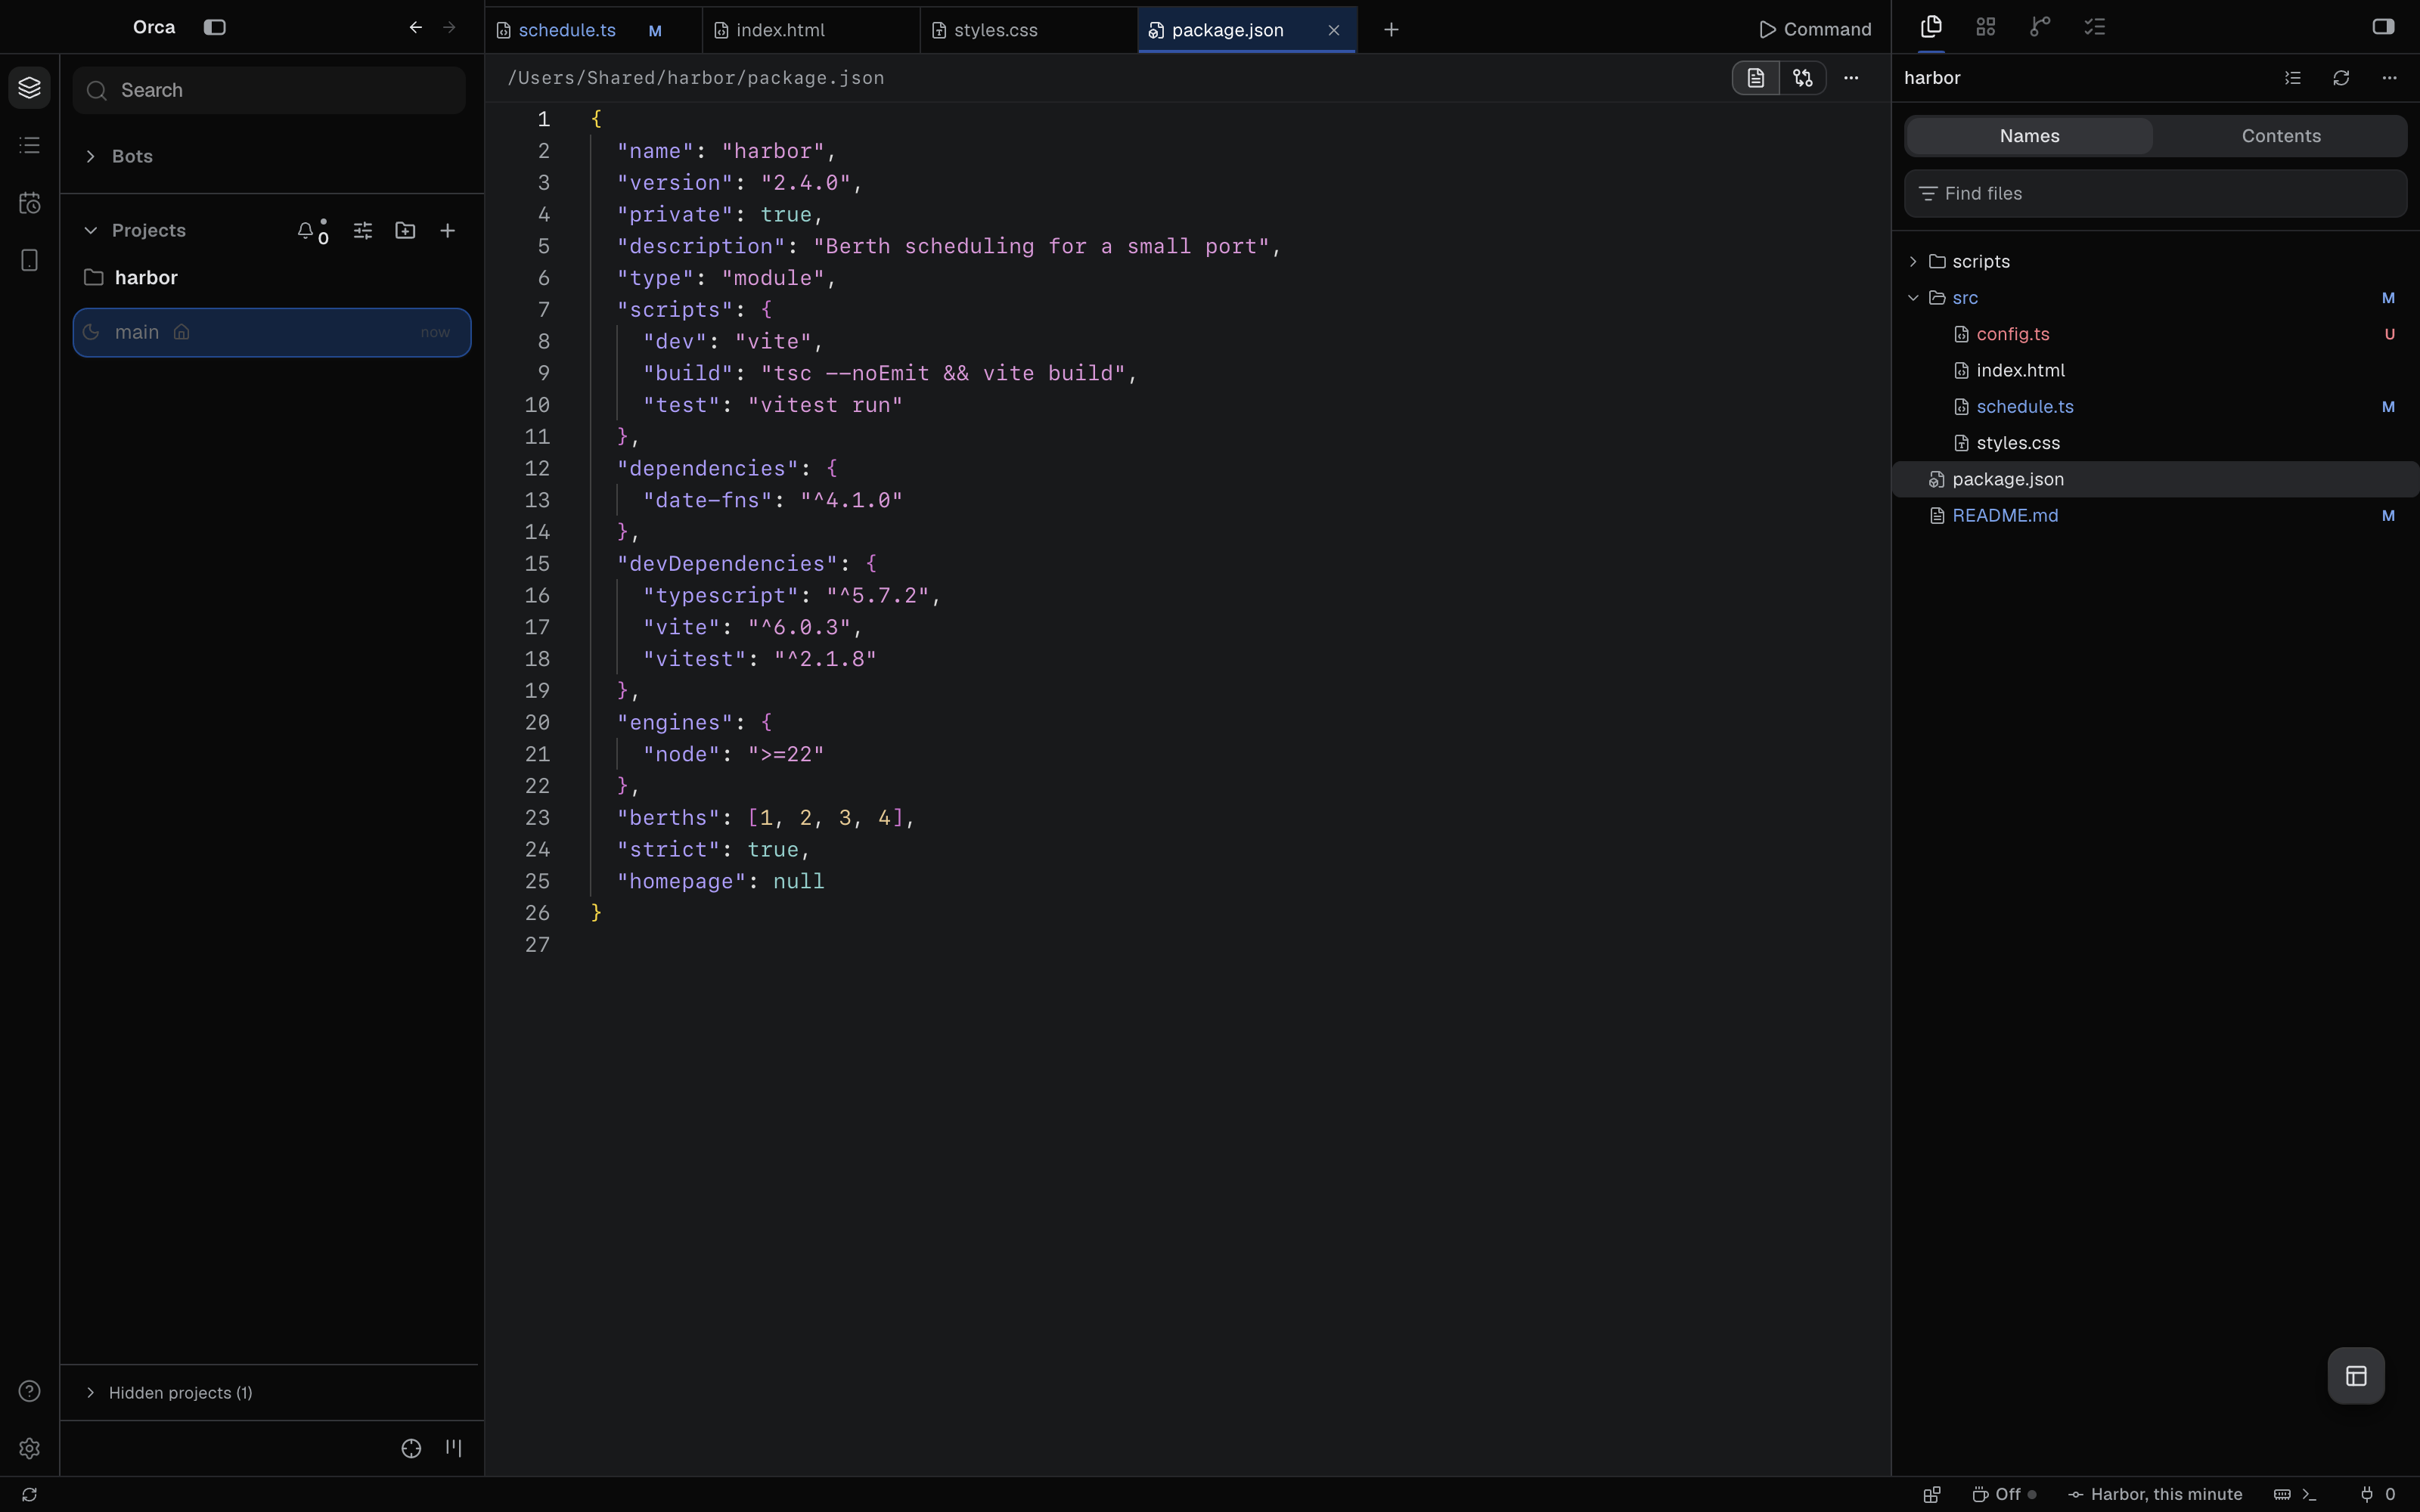 Orca
schedule.ts M
index.html
styles.css
package.json
Command
Search
Bots
Projects 0
harbor
main now
Hidden projects (1)
/Users/Shared/harbor/package.json
1 {
2 "name": "harbor",
3 "version": "2.4.0",
4 "private": true,
5 "description": "Berth scheduling for a small port",
6 "type": "module",
7 "scripts": {
8 "dev": "vite",
9 "build": "tsc --noEmit && vite build",
10 "test": "vitest run"
11 },
12 "dependencies": {
13 "date-fns": "^4.1.0"
14 },
15 "devDependencies": {
16 "typescript": "^5.7.2",
17 "vite": "^6.0.3",
18 "vitest": "^2.1.8"
19 },
20 "engines": {
21 "node": ">=22"
22 },
23 "berths": [1, 2, 3, 4],
24 "strict": true,
25 "homepage": null
26 }
27
harbor
Names Contents
Find files
scripts
src M
config.ts U
index.html
schedule.ts M
styles.css
package.json
README.md M
Off Harbor, this minute 0